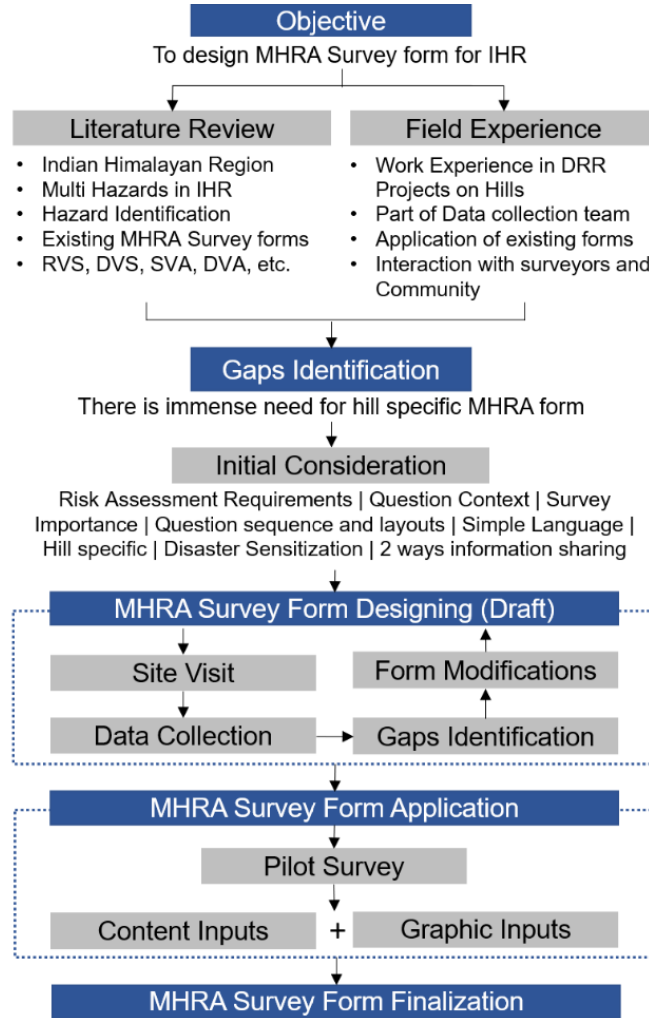 Objective
To design MHRA Survey form for IHR
Literature Review
• Indian Himalayan Region
• Multi Hazards in IHR
• Hazard Identification
• Existing MHRA Survey forms
• RVS, DVS, SVA, DVA, etc.
Field Experience
• Work Experience in DRR
Projects on Hills
• Part of Data collection team
• Application of existing forms
• Interaction with surveyors and
Community
Gaps Identification
There is immense need for hill specific MHRA form
Initial Consideration
Risk Assessment Requirements | Question Context | Survey
Importance | Question sequence and layouts | Simple Language |
Hill specific | Disaster Sensitization | 2 ways information sharing
MHRA Survey Form Designing (Draft)
Site Visit
Form Modifications
Data Collection
Gaps Identification
MHRA Survey Form Application
Pilot Survey
Content Inputs + Graphic Inputs
MHRA Survey Form Finalization